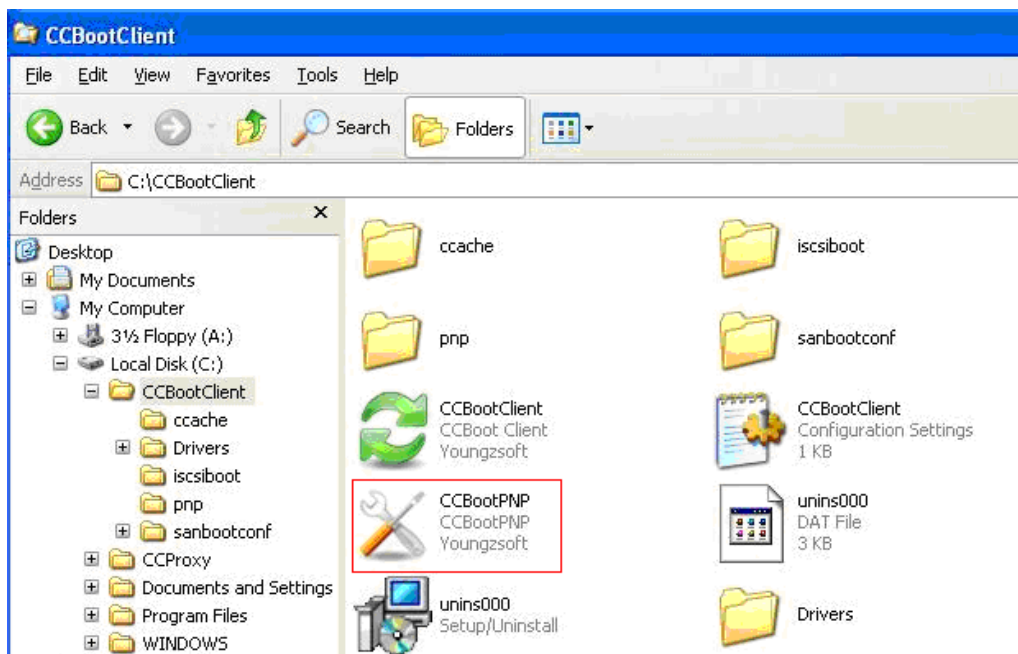 CCBootClient
File Edit View Favorites Tools Help
Back Search Folders
Address C:\CCBootClient
Folders x
Desktop
My Documents
My Computer
3½ Floppy (A:)
Local Disk (C:)
CCBootClient
ccache
Drivers
iscsiboot
pnp
sanbootconf
CCProxy
Documents and Settings
Program Files
WINDOWS
ccache
iscsiboot
pnp
sanbootconf
CCBootClient
CCBoot Client
Youngzsoft
CCBootClient
Configuration Settings
1 KB
CCBootPNP
CCBootPNP
Youngzsoft
unins000
DAT File
3 KB
unins000
Setup/Uninstall
Drivers